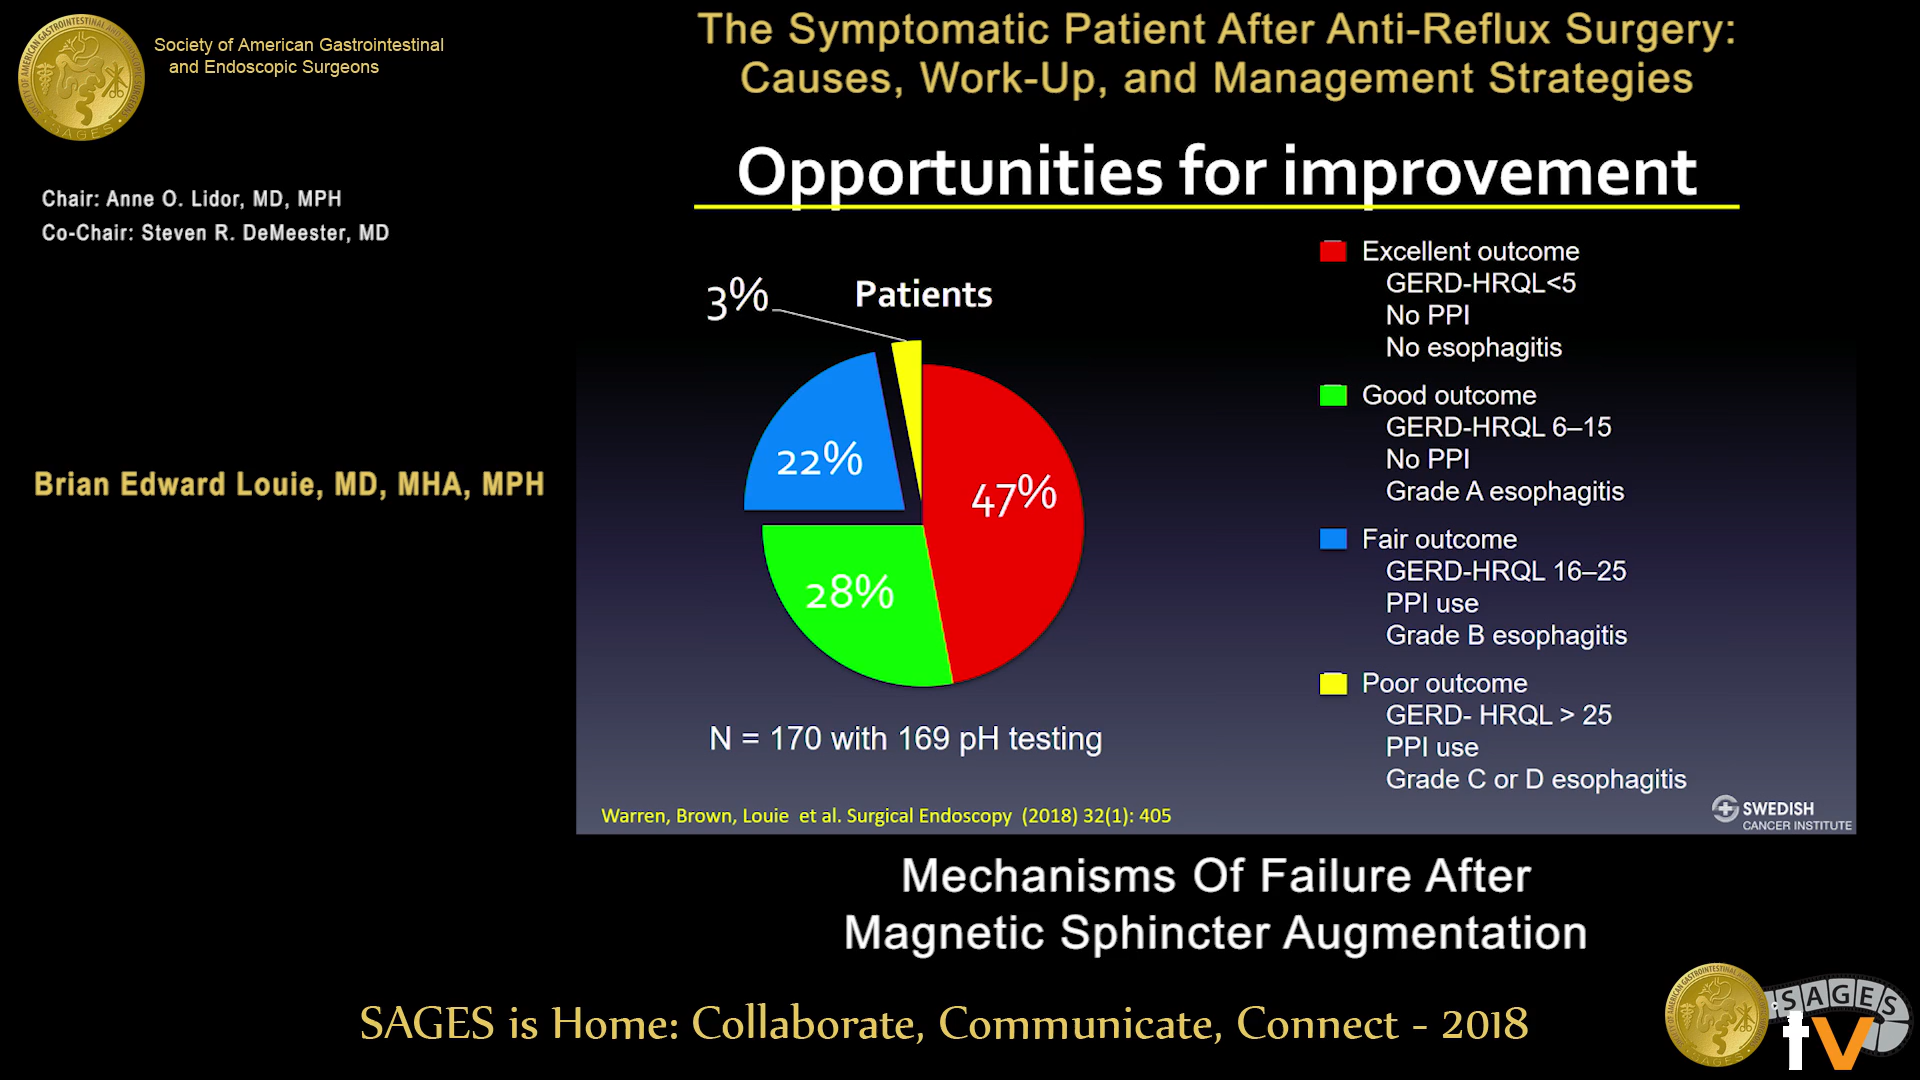 Society of American Gastrointestinal
and Endoscopic Surgeons
The Symptomatic Patient After Anti-Reflux Surgery:
Causes, Work-Up, and Management Strategies
Chair: Anne O. Lidor, MD, MPH
Co-Chair: Steven R. DeMeester, MD
Brian Edward Louie, MD, MHA, MPH
Opportunities for improvement
Patients
3%
22%
47%
28%
N = 170 with 169 pH testing
Excellent outcome
GERD-HRQL<5
No PPI
No esophagitis
Good outcome
GERD-HRQL 6–15
No PPI
Grade A esophagitis
Fair outcome
GERD-HRQL 16–25
PPI use
Grade B esophagitis
Poor outcome
GERD- HRQL > 25
PPI use
Grade C or D esophagitis
Warren, Brown, Louie et al. Surgical Endoscopy (2018) 32(1): 405
SWEDISH
CANCER INSTITUTE
Mechanisms Of Failure After
Magnetic Sphincter Augmentation
SAGES is Home: Collaborate, Communicate, Connect - 2018
SAGES
tv